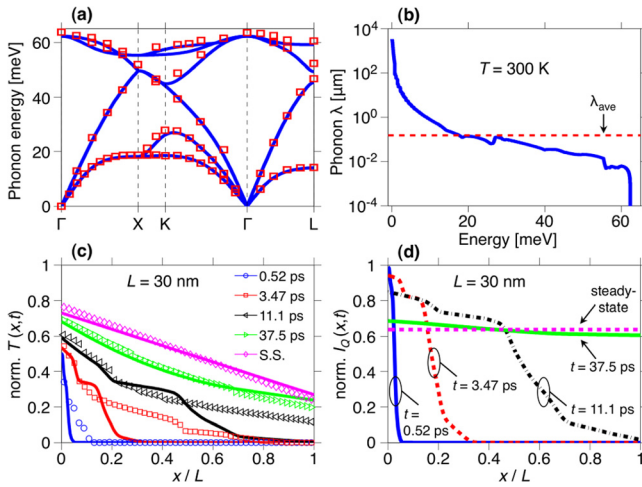 (a)
Phonon energy [meV]
60
40
20
0
Γ X K Γ L
(b)
Phonon λ [μm]
10⁴
10²
10⁰
10⁻²
10⁻⁴
T = 300 K
λave
0 20 40 60
Energy [meV]
(c)
norm. T(x,t)
1
0.8
0.6
0.4
0.2
0
L = 30 nm
0.52 ps
3.47 ps
11.1 ps
37.5 ps
S.S.
0 0.2 0.4 0.6 0.8 1
x / L
(d)
norm. IQ(x,t)
1
0.8
0.6
0.4
0.2
0
L = 30 nm
steady-
state
t = 37.5 ps
t = 3.47 ps
t = 11.1 ps
t =
0.52 ps
0 0.2 0.4 0.6 0.8 1
x / L